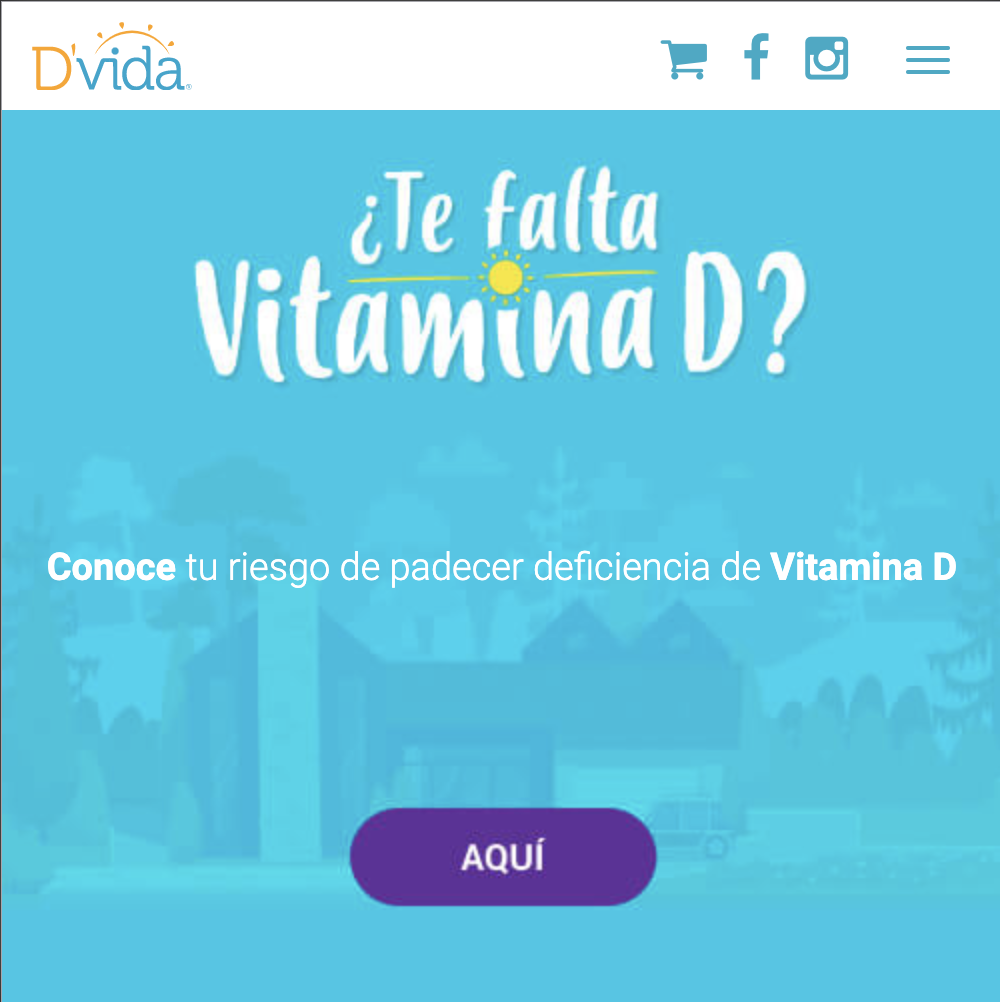 D'vida®
¿Te falta
Vitamina D?
Conoce tu riesgo de padecer deficiencia de Vitamina D
AQUÍ